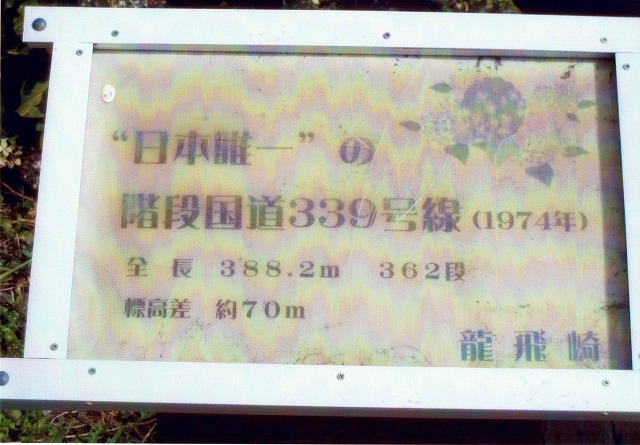 “日本唯一”の
階段国道339号線(1974年)
全長 388.2m 362段
標高差 約70m
龍飛崎